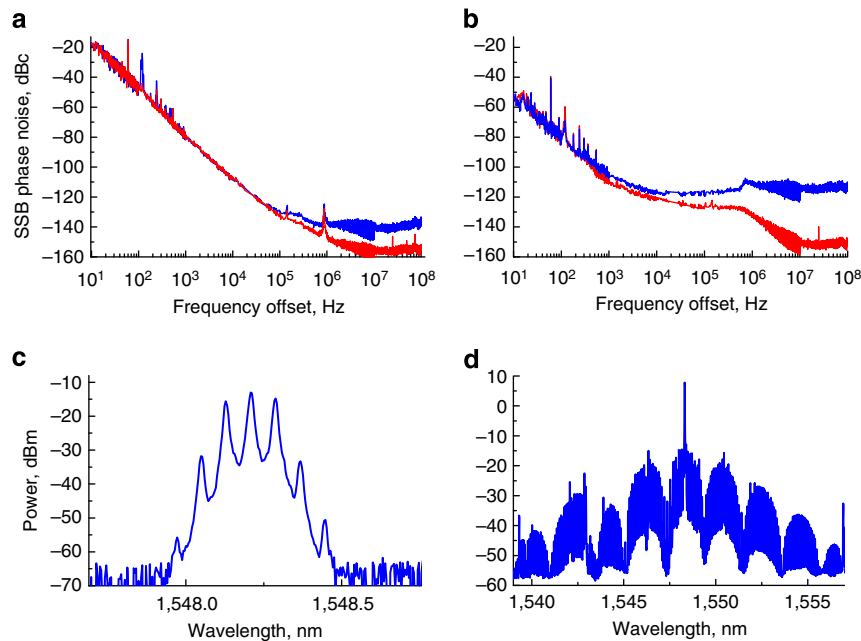 a
SSB phase noise, dBc
–20
–40
–60
–80
–100
–120
–140
–160
10¹ 10² 10³ 10⁴ 10⁵ 10⁶ 10⁷ 10⁸
Frequency offset, Hz
b
–20
–40
–60
–80
–100
–120
–140
–160
10¹ 10² 10³ 10⁴ 10⁵ 10⁶ 10⁷ 10⁸
Frequency offset, Hz
c
Power, dBm
–10
–20
–30
–40
–50
–60
–70
1,548.0 1,548.5
Wavelength, nm
d
10
0
–10
–20
–30
–40
–50
–60
1,540 1,545 1,550 1,555
Wavelength, nm